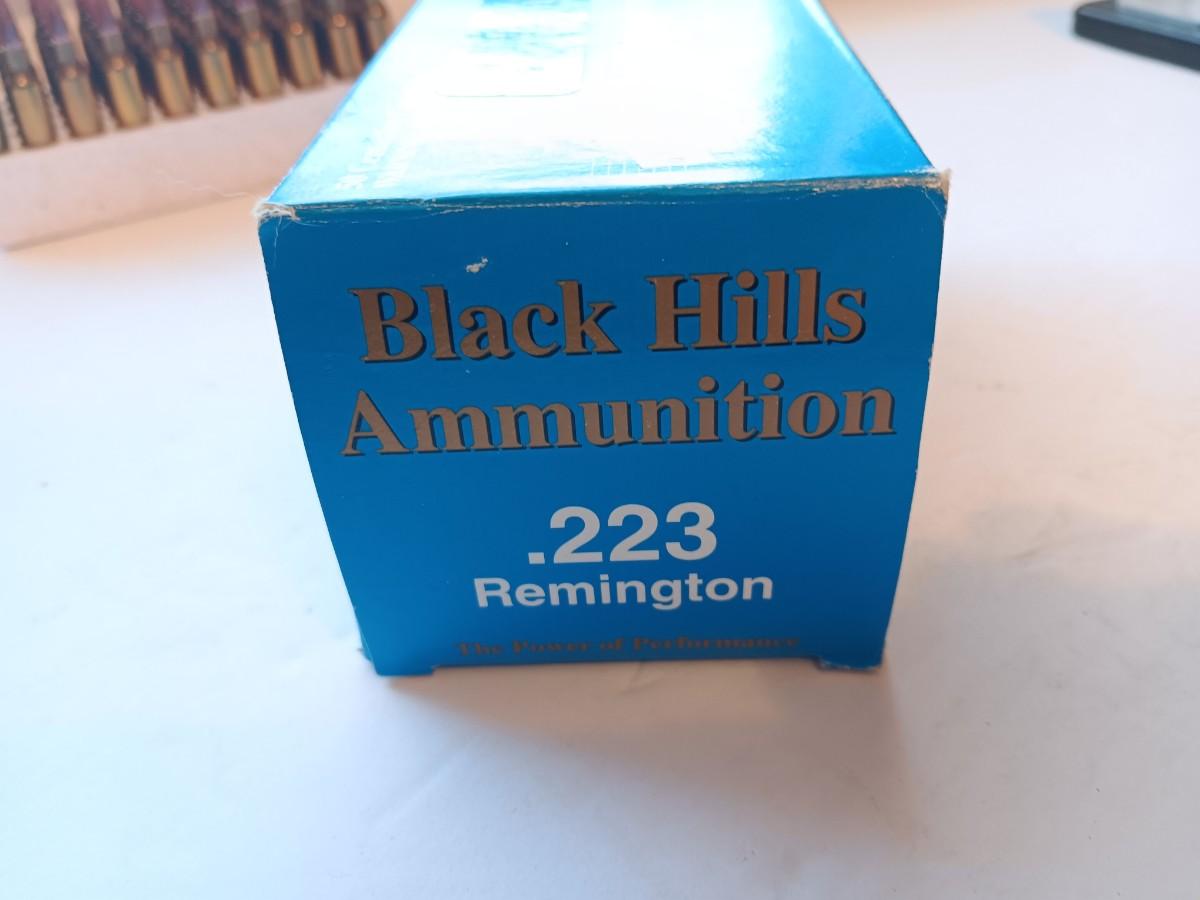 Black Hills
Ammunition
.223
Remington
The Power of Performance